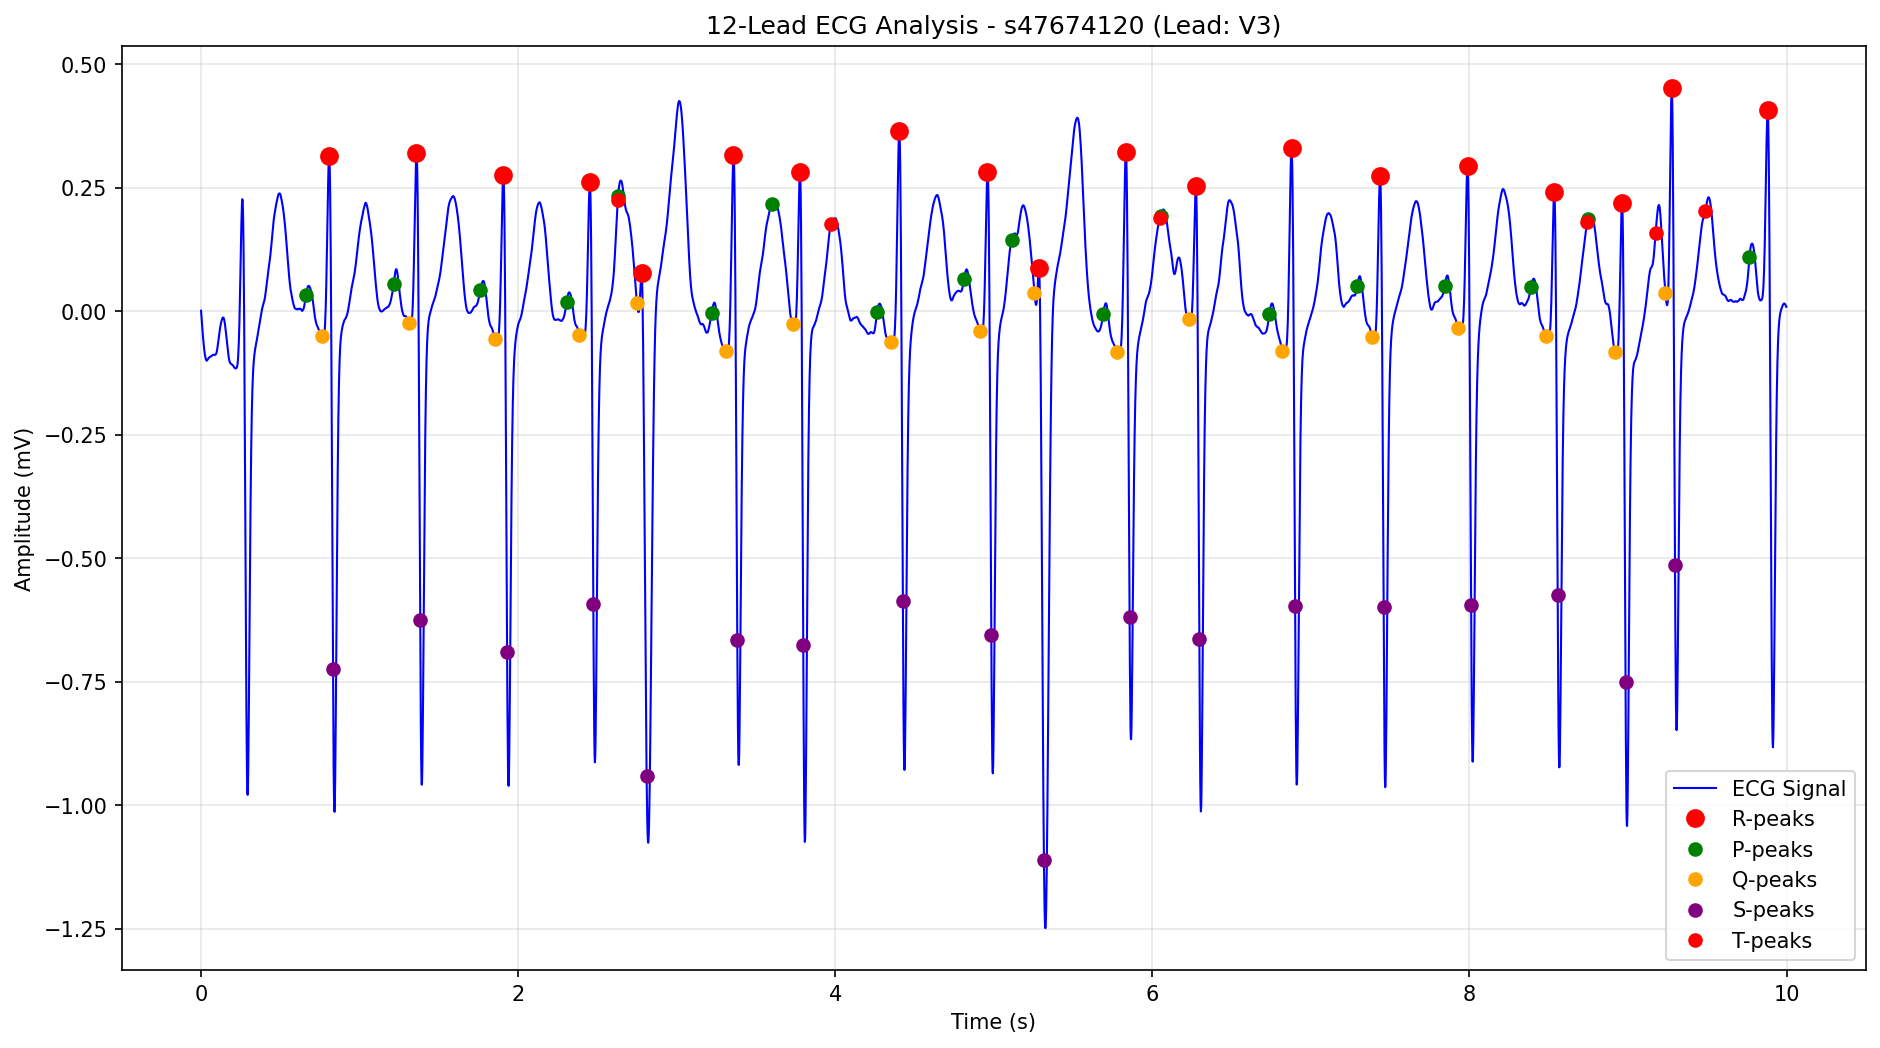 12-Lead ECG Analysis - s47674120 (Lead: V3)
0.50
0.25
0.00
−0.25
−0.50
−0.75
−1.00
−1.25
Amplitude (mV)
0 2 4 6 8 10
Time (s)
ECG Signal
R-peaks
P-peaks
Q-peaks
S-peaks
T-peaks